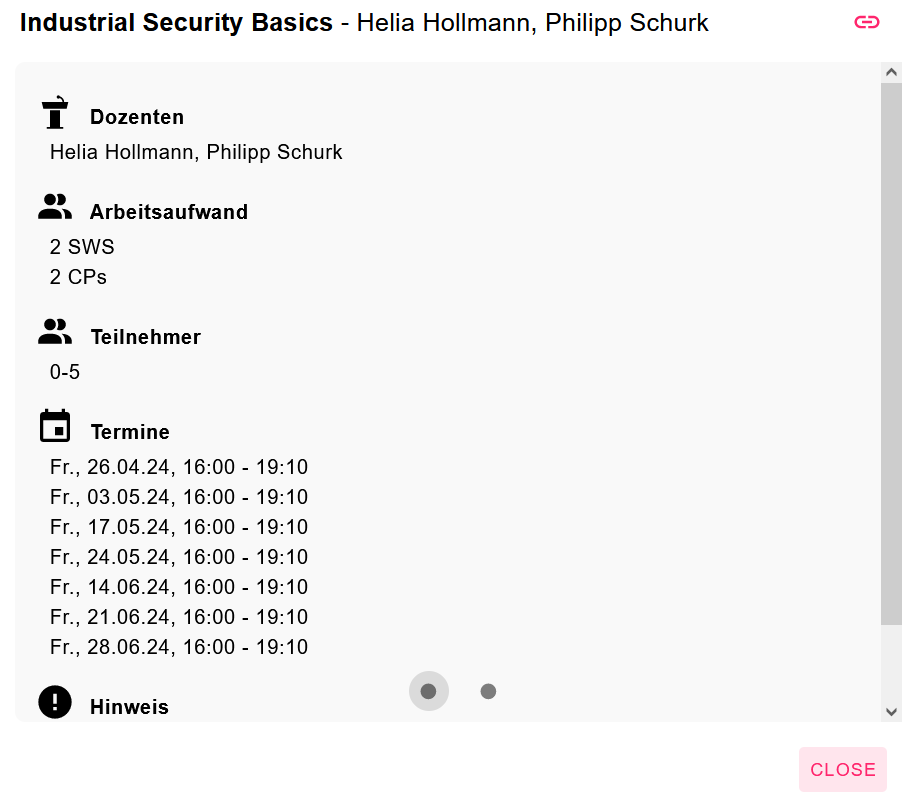 Industrial Security Basics - Helia Hollmann, Philipp Schurk
Dozenten
Helia Hollmann, Philipp Schurk
Arbeitsaufwand
2 SWS
2 CPs
Teilnehmer
0-5
Termine
Fr., 26.04.24, 16:00 - 19:10
Fr., 03.05.24, 16:00 - 19:10
Fr., 17.05.24, 16:00 - 19:10
Fr., 24.05.24, 16:00 - 19:10
Fr., 14.06.24, 16:00 - 19:10
Fr., 21.06.24, 16:00 - 19:10
Fr., 28.06.24, 16:00 - 19:10
Hinweis
CLOSE